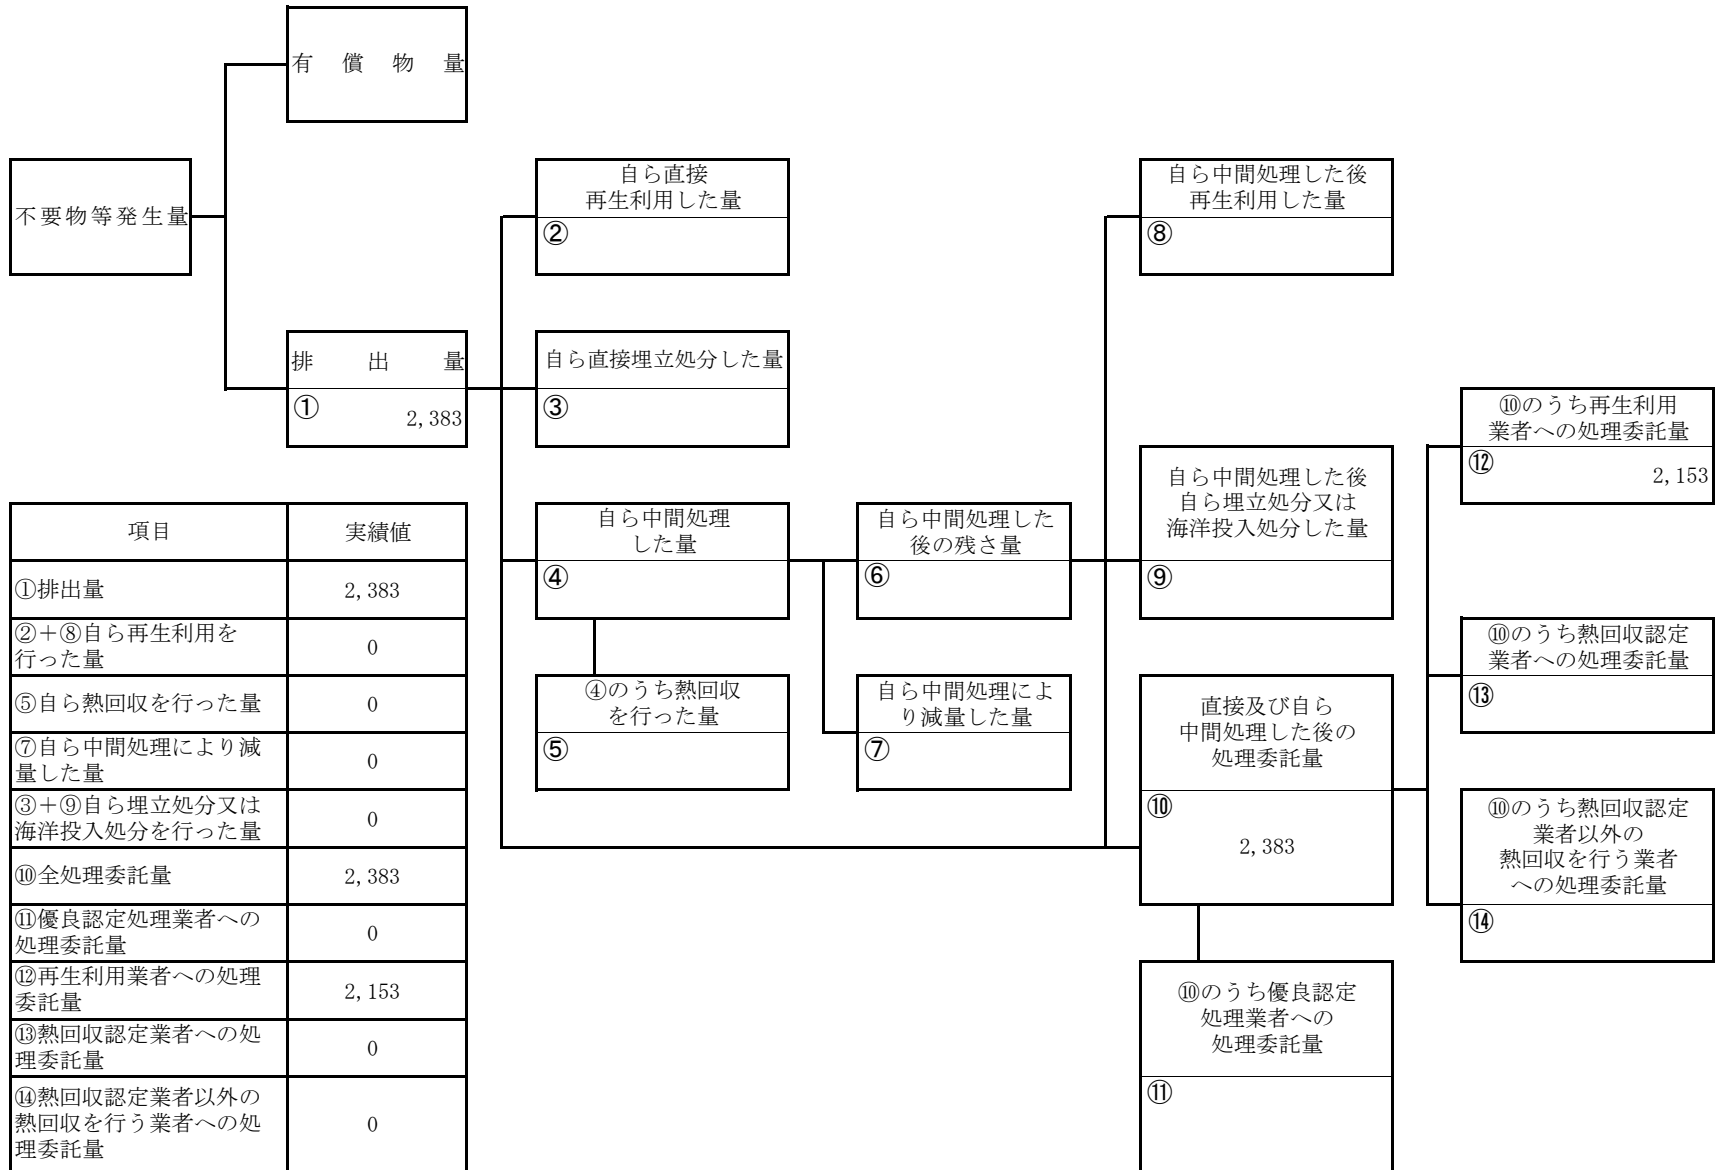 有償物量
不要物等発生量
排出量
①
2,383
自ら直接
再生利用した量
②
自ら直接埋立処分した量
③
自ら中間処理
した量
④
④のうち熱回収
を行った量
⑤
自ら中間処理した
後の残さ量
⑥
自ら中間処理によ
り減量した量
⑦
自ら中間処理した後
再生利用した量
⑧
自ら中間処理した後
自ら埋立処分又は
海洋投入処分した量
⑨
直接及び自ら
中間処理した後の
処理委託量
⑩
2,383
⑩のうち優良認定
処理業者への
処理委託量
⑪
⑩のうち再生利用
業者への処理委託量
⑫
2,153
⑩のうち熱回収認定
業者への処理委託量
⑬
⑩のうち熱回収認定
業者以外の
熱回収を行う業者
への処理委託量
⑭
項目 実績値
①排出量 2,383
②＋⑧自ら再生利用を
行った量 0
⑤自ら熱回収を行った量 0
⑦自ら中間処理により減
量した量 0
③＋⑨自ら埋立処分又は
海洋投入処分を行った量 0
⑩全処理委託量 2,383
⑪優良認定処理業者への
処理委託量 0
⑫再生利用業者への処理
委託量 2,153
⑬熱回収認定業者への処
理委託量 0
⑭熱回収認定業者以外の
熱回収を行う業者への処
理委託量 0